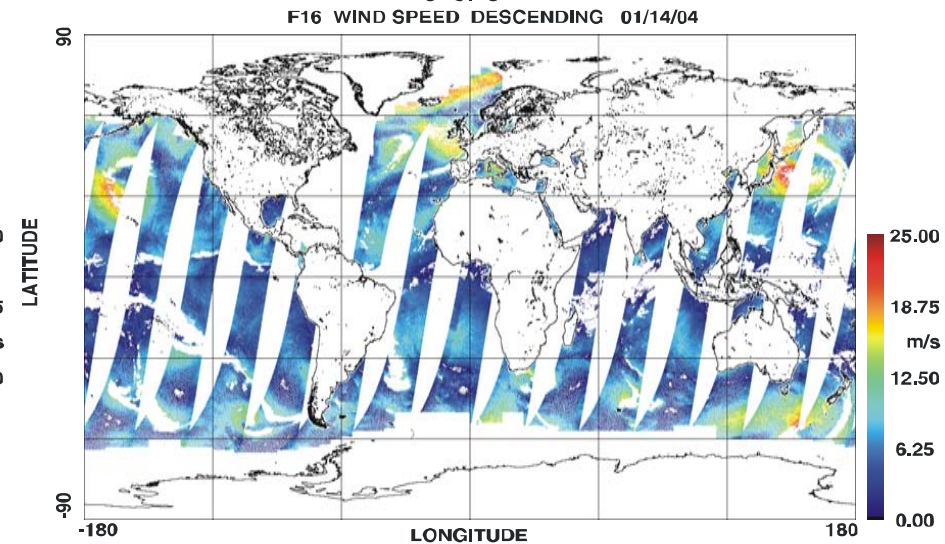 F16 WIND SPEED DESCENDING 01/14/04
90
LATITUDE
-90
-180
LONGITUDE
180
25.00
18.75
m/s
12.50
6.25
0.00